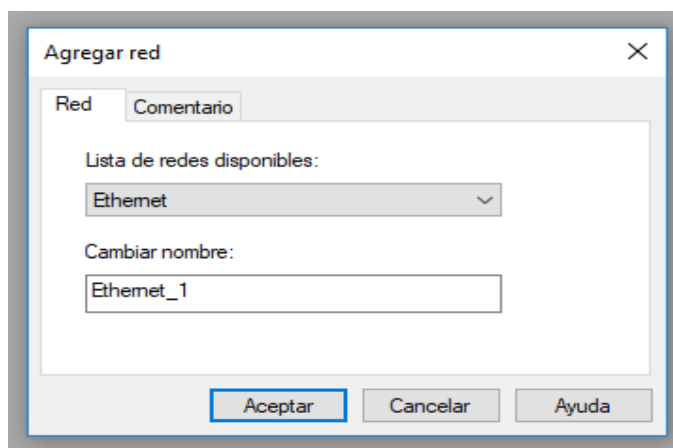 Agregar red
Red
Comentario
Lista de redes disponibles:
Ethernet
Cambiar nombre:
Ethernet_1
Aceptar
Cancelar
Ayuda